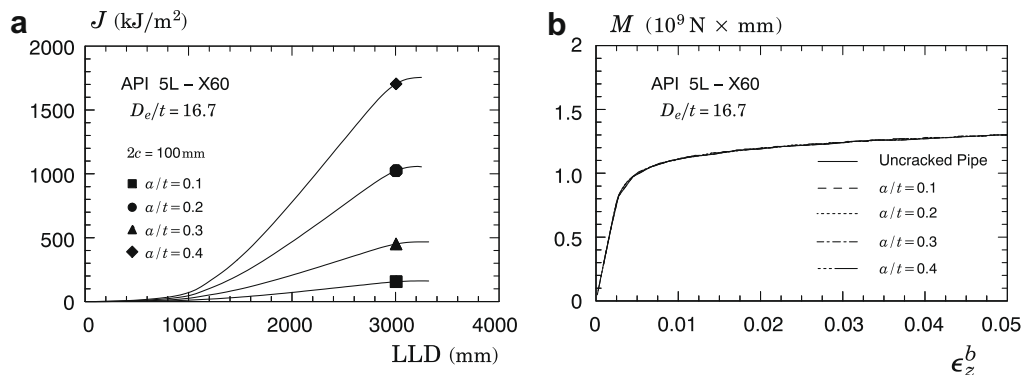 a
J (kJ/m²)
2000
1500
1000
500
0
API 5L – X60
Dₑ/t = 16.7
2c = 100 mm
a/t = 0.1
a/t = 0.2
a/t = 0.3
a/t = 0.4
0 1000 2000 3000 4000
LLD (mm)
b
M (10⁹ N × mm)
2
1.5
1.0
0.5
0
API 5L – X60
Dₑ/t = 16.7
Uncracked Pipe
a/t = 0.1
a/t = 0.2
a/t = 0.3
a/t = 0.4
0 0.01 0.02 0.03 0.04 0.05
ϵ_z^b